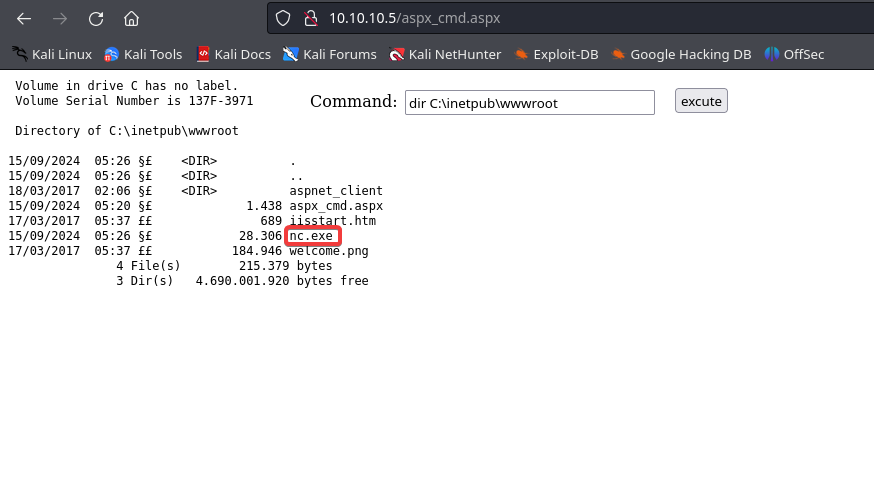 10.10.10.5/aspx_cmd.aspx
Kali Linux Kali Tools Kali Docs Kali Forums Kali NetHunter Exploit-DB Google Hacking DB OffSec
Volume in drive C has no label.
Volume Serial Number is 137F-3971
Command: dir C:\inetpub\wwwroot excute
Directory of C:\inetpub\wwwroot
15/09/2024  05:26 §£    <DIR>          .
15/09/2024  05:26 §£    <DIR>          ..
18/03/2017  02:06 §£    <DIR>          aspnet_client
15/09/2024  05:20 §£             1.438 aspx_cmd.aspx
17/03/2017  05:37 ££               689 iisstart.htm
15/09/2024  05:26 §£            28.306 nc.exe
17/03/2017  05:37 ££           184.946 welcome.png
4 File(s)        215.379 bytes
3 Dir(s)   4.690.001.920 bytes free